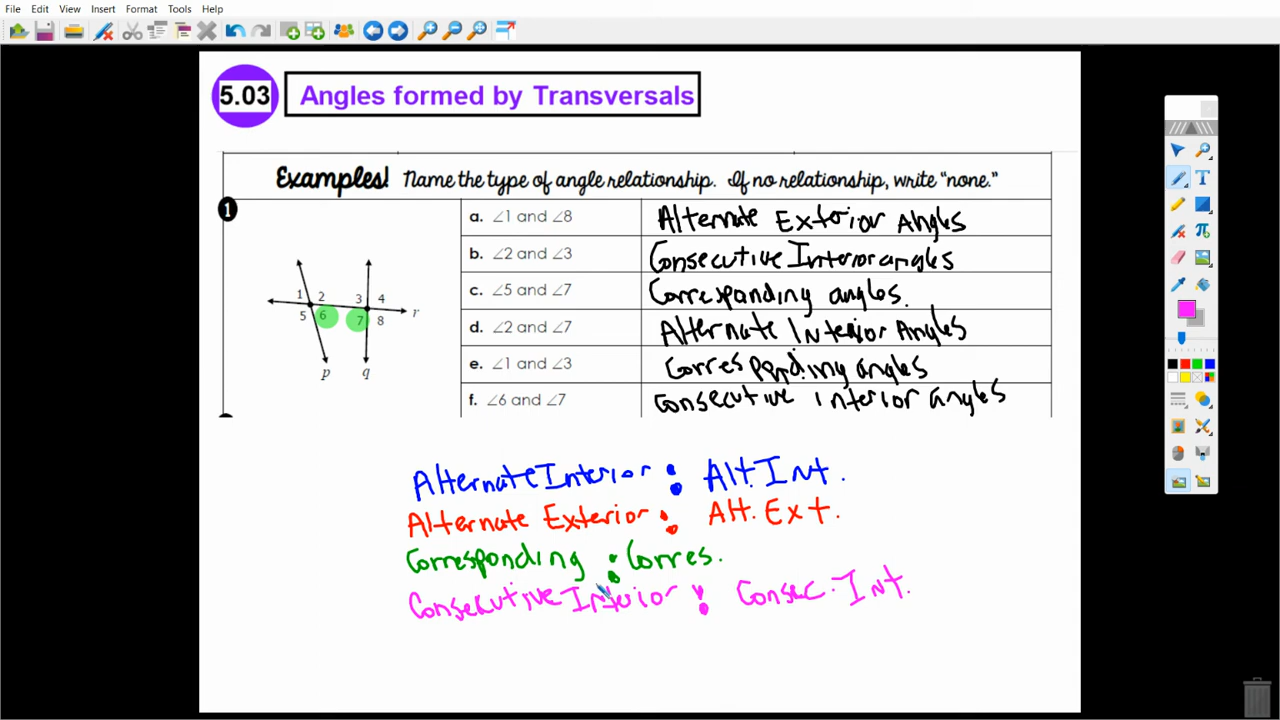 File Edit View Insert Format Transults Help
5.03 Angles formed by Transversals
Examples! Name the type of angle relationship. If no relationship, write "none."
1
a. ∠1 and ∠8 Alternate Exterior Angles
b. ∠2 and ∠3 Consecutive Interior angles
c. ∠5 and ∠7 Corresponding angles.
d. ∠2 and ∠7 Alternate Interior Angles
e. ∠1 and ∠3 Corresponding angles
f. ∠6 and ∠7 Consecutive interior angles
1 2 3 4
5 6 7 8 r
p q
Alternate Interior : Alt. Int.
Alternate Exterior : Alt. Ext.
Corresponding : Corres.
Consecutive Interior : Consec. Int.